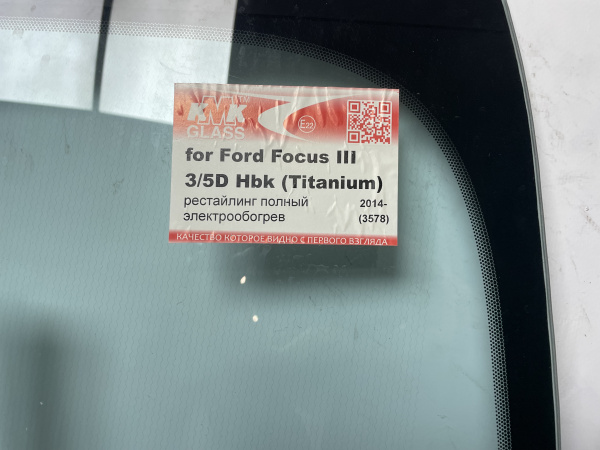 KMK
GLASS
E22
for Ford Focus III
3/5D Hbk (Titanium)
рестайлинг полный 2014-
электрообогрев (3578)
КАЧЕСТВО КОТОРОЕ ВИДНО С ПЕРВОГО ВЗГЛЯДА